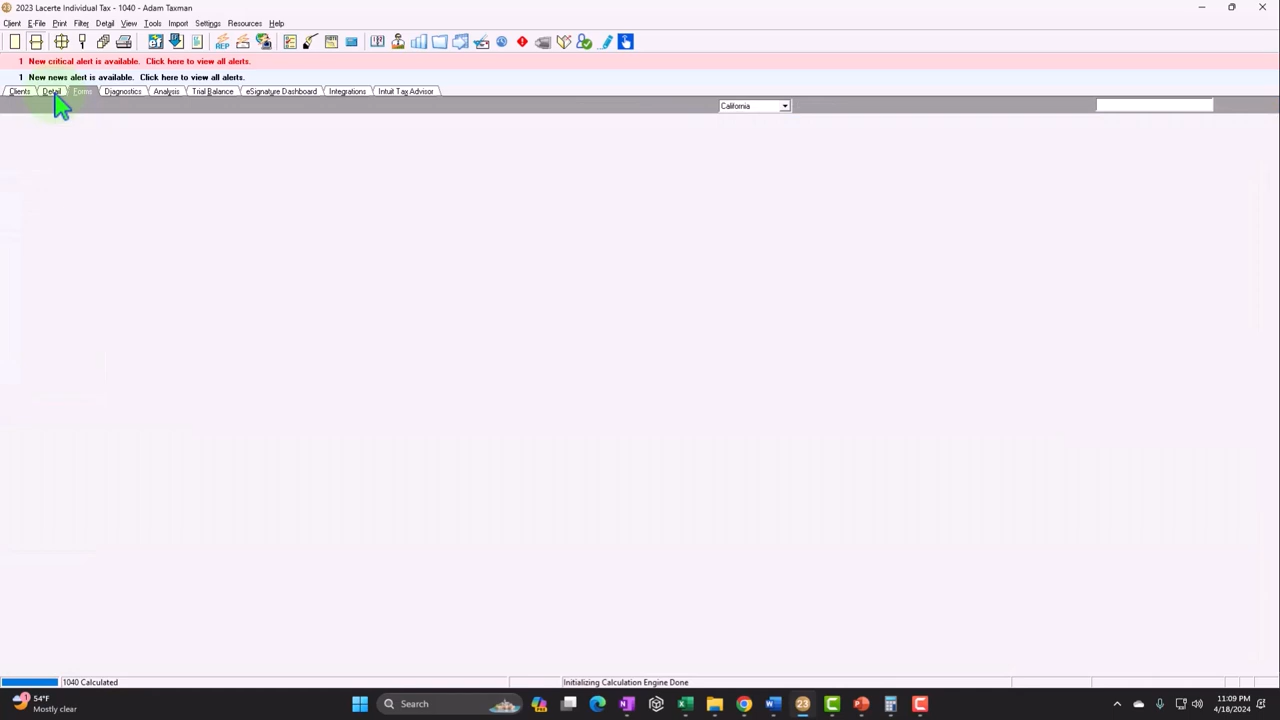 2023 Lacerte Individual Tax - 1040 - Adam Taxman
Client E-File Print Filter Detail View Tools Import Settings Resources Help
REP
1 New critical alert is available. Click here to view all alerts.
1 New news alert is available. Click here to view all alerts.
Clients Detail Forms Diagnostics Analysis Trial Balance eSignature Dashboard Integrations Intuit Tax Advisor
California
1040 Calculated Initializing Calculation Engine Done
1 54°F
Mostly clear
Search
23
11:09 PM
4/18/2024